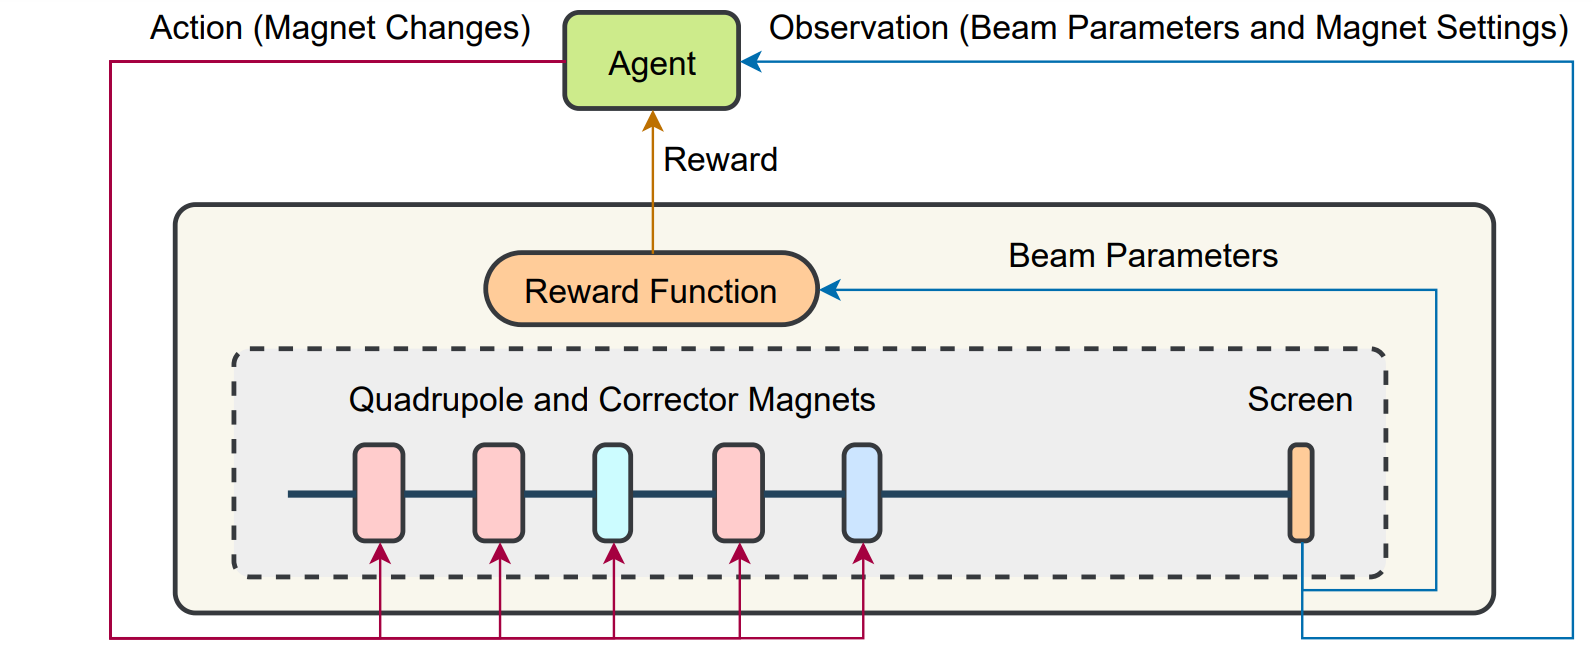 Action (Magnet Changes)
Agent
Observation (Beam Parameters and Magnet Settings)
Reward
Reward Function
Beam Parameters
Quadrupole and Corrector Magnets
Screen